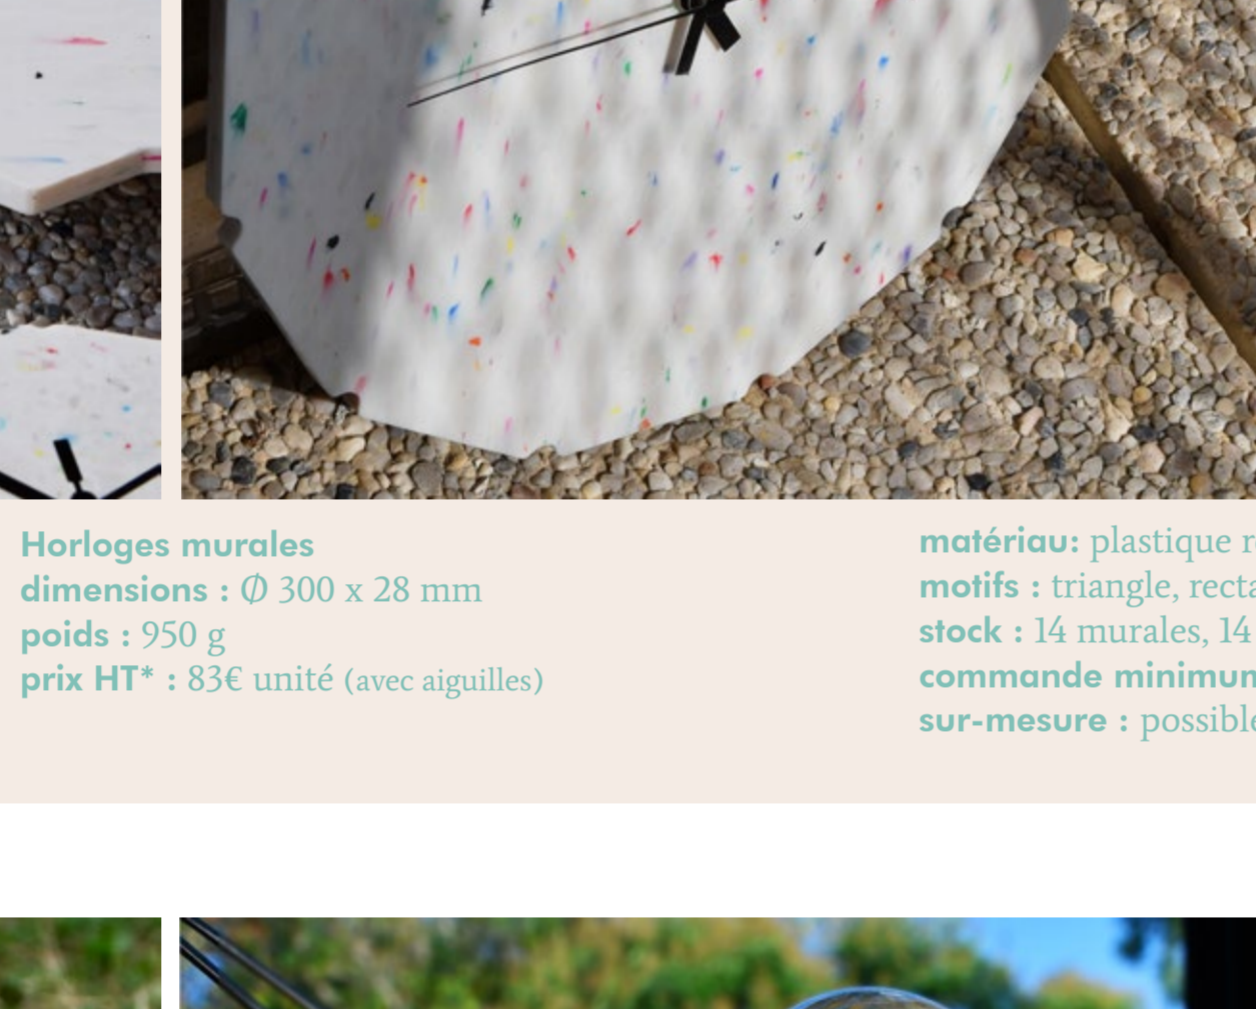 Horloges murales
dimensions : Ø 300 x 28 mm
poids : 950 g
prix HT* : 83€ unité (avec aiguilles)
matériau: plastique
motifs : triangle,
stock : 14 murales, 14
commande
sur-mesure :